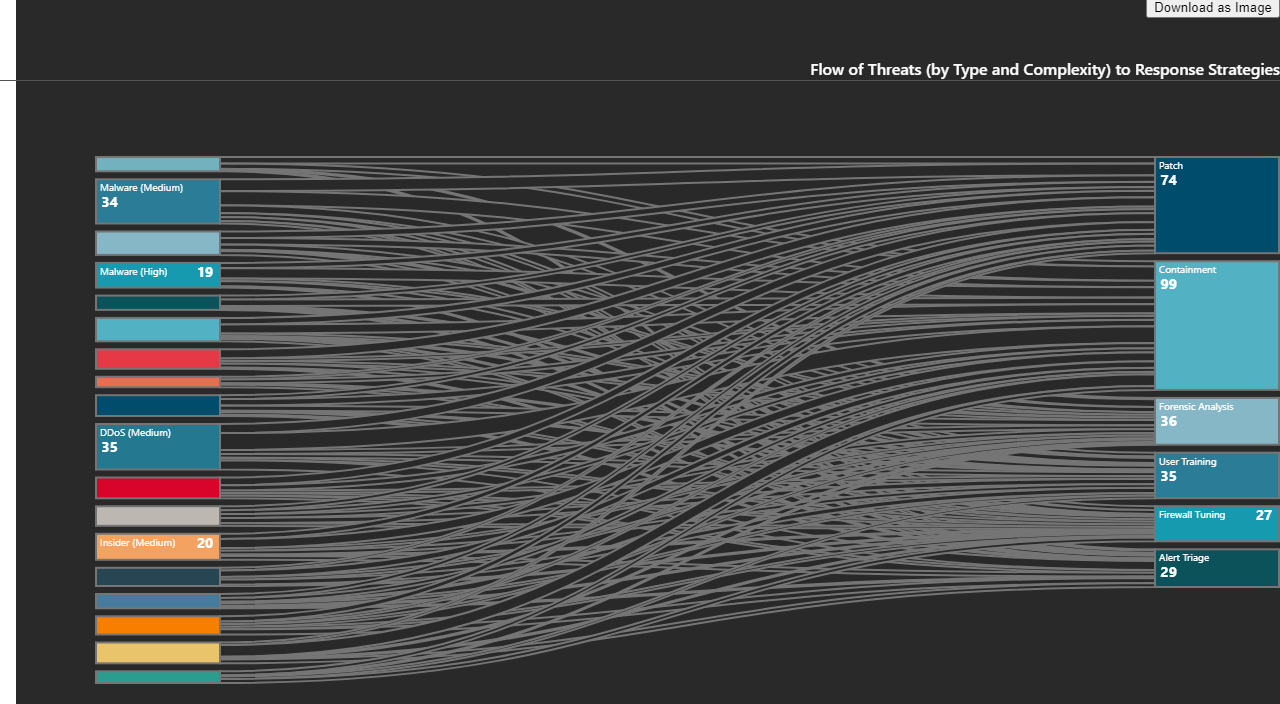 Download as Image
Flow of Threats (by Type and Complexity) to Response Strategies
Malware (Medium)
34
Malware (High) 19
DDoS (Medium)
35
Insider (Medium) 20
Patch
74
Containment
99
Forensic Analysis
36
User Training
35
Firewall Tuning 27
Alert Triage
29